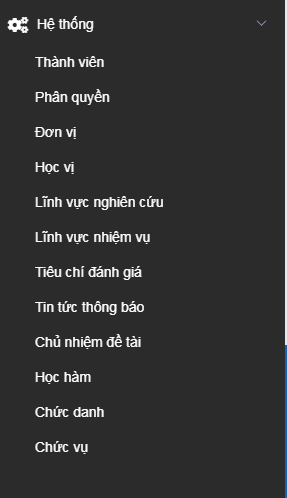 Hệ thống
Thành viên
Phân quyền
Đơn vị
Học vị
Lĩnh vực nghiên cứu
Lĩnh vực nhiệm vụ
Tiêu chí đánh giá
Tin tức thông báo
Chủ nhiệm đề tài
Học hàm
Chức danh
Chức vụ